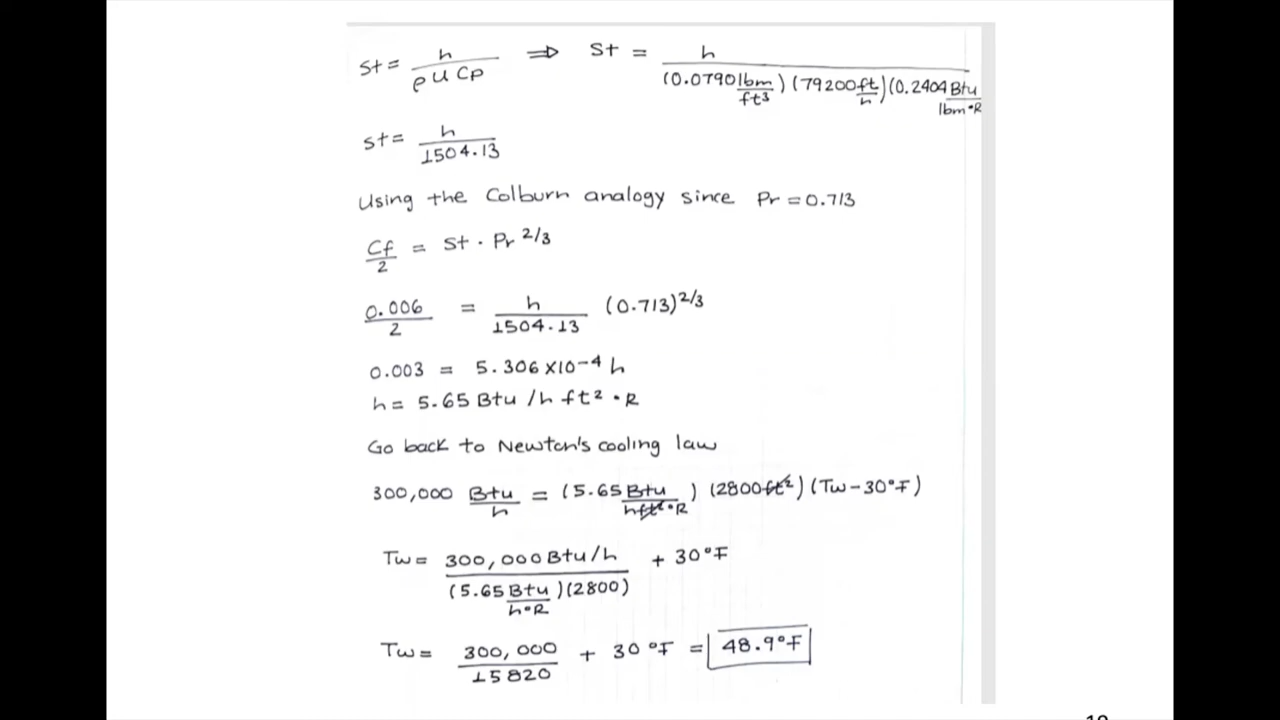 St = h / ρ U Cp ⇒ St = h / (0.0790 lbm/ft³) (79200 ft/h) (0.2404 Btu/lbm·R
St = h / 1504.13
Using the Colburn analogy since Pr = 0.713
Cf/2 = St · Pr^2/3
0.006/2 = h/1504.13 (0.713)^2/3
0.003 = 5.306 X10^-4 h
h = 5.65 Btu /h ft² · R
Go back to Newton's cooling law
300,000 Btu/h = (5.65 Btu/h ft²·R) (2800 ft²) (Tw - 30°F)
Tw = 300,000 Btu/h / (5.65 Btu/h·R) (2800) + 30°F
Tw = 300,000 / 15820 + 30°F = 48.9°F